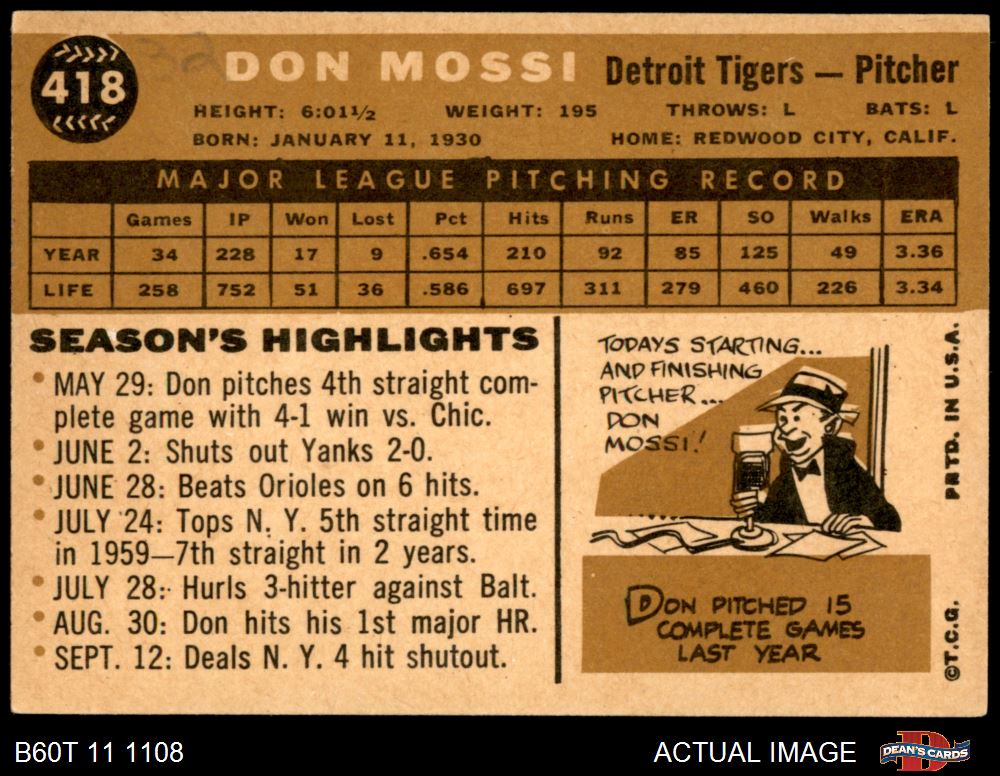 418
32
DON MOSSI Detroit Tigers — Pitcher
HEIGHT: 6:01½ WEIGHT: 195 THROWS: L BATS: L
BORN: JANUARY 11, 1930 HOME: REDWOOD CITY, CALIF.
MAJOR LEAGUE PITCHING RECORD
Games IP Won Lost Pct Hits Runs ER SO Walks ERA
YEAR 34 228 17 9 .654 210 92 85 125 49 3.36
LIFE 258 752 51 36 .586 697 311 279 460 226 3.34
SEASON'S HIGHLIGHTS
• MAY 29: Don pitches 4th straight com-
plete game with 4-1 win vs. Chic.
• JUNE 2: Shuts out Yanks 2-0.
• JUNE 28: Beats Orioles on 6 hits.
• JULY 24: Tops N. Y. 5th straight time
in 1959—7th straight in 2 years.
• JULY 28: Hurls 3-hitter against Balt.
• AUG. 30: Don hits his 1st major HR.
• SEPT. 12: Deals N. Y. 4 hit shutout.
TODAYS STARTING...
AND FINISHING
PITCHER...
DON
MOSSI!
DON PITCHED 15
COMPLETE GAMES
LAST YEAR
©T.C.G. PRTD. IN U.S.A.
B60T 11 1108 ACTUAL IMAGE DEAN'S CARDS